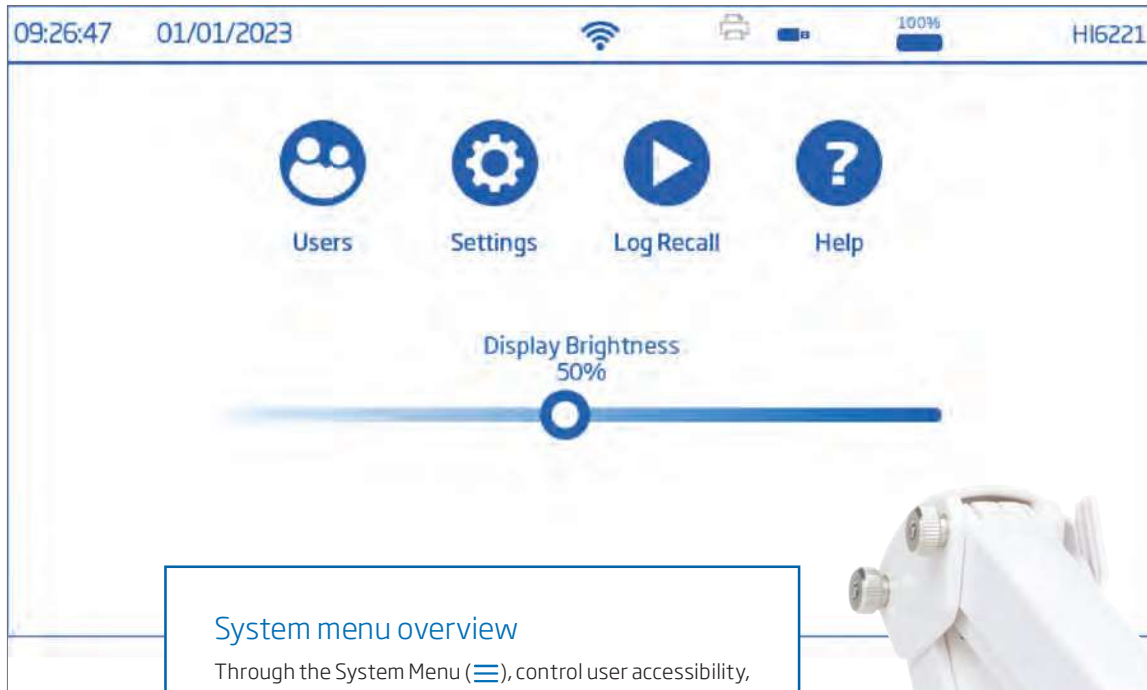 09:26:47 01/01/2023 100% HI6221
Users Settings Log Recall Help
Display Brightness
50%
System menu overview
Through the System Menu (☰), control user accessibility,